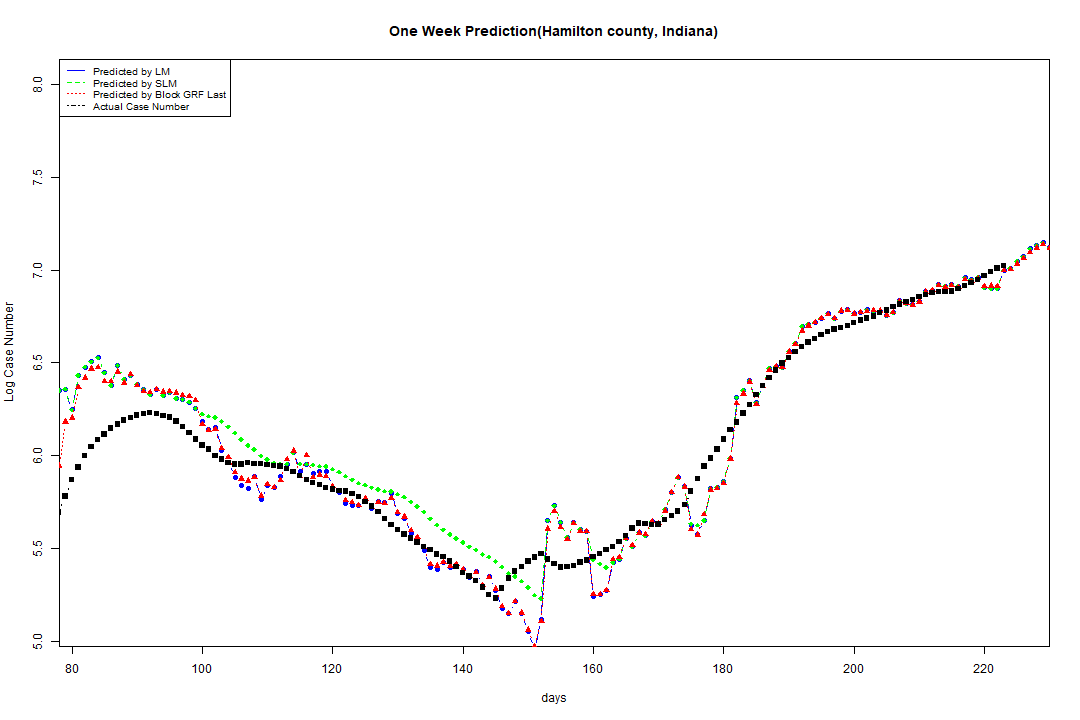 One Week Prediction(Hamilton county, Indiana)
Predicted by LM
Predicted by SLM
Predicted by Block GRF Last
Actual Case Number
8.0
7.5
7.0
6.5
6.0
5.5
5.0
Log Case Number
80 100 120 140 160 180 200 220
days